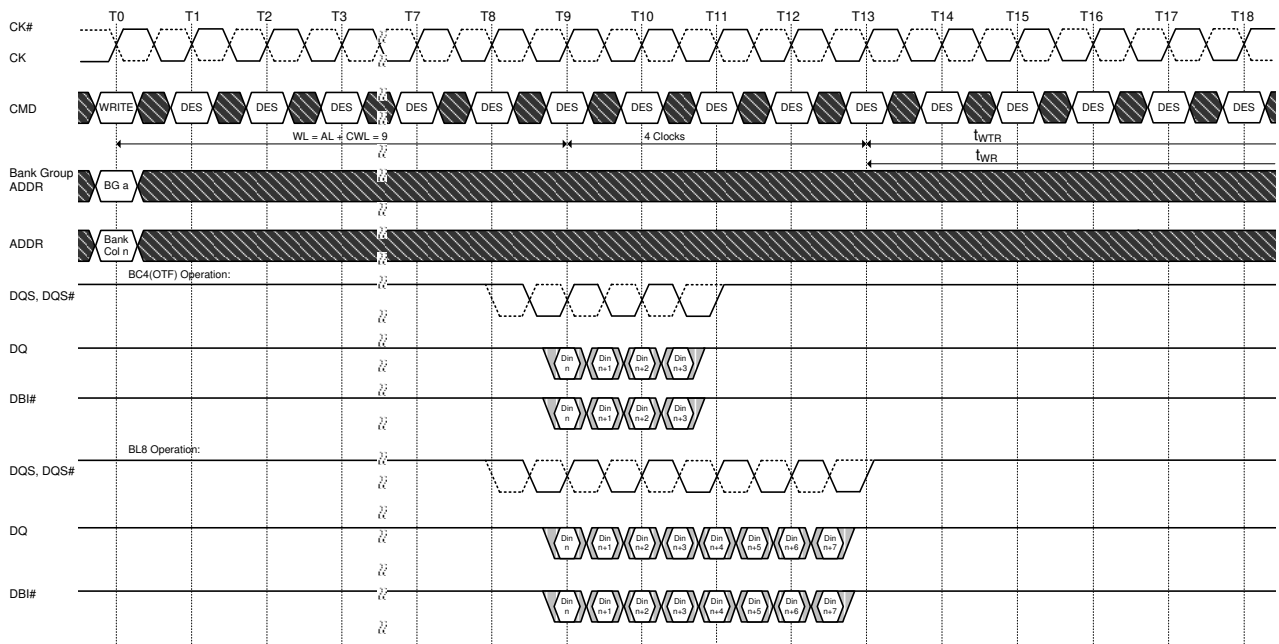 T0 T1 T2 T3 T7 T8 T9 T10 T11 T12 T13 T14 T15 T16 T17 T18
CK#
CK
CMD WRITE DES DES DES DES DES DES DES DES DES DES DES DES DES DES DES
WL = AL + CWL = 9 4 Clocks tWTR
tWR
Bank Group
ADDR BG a
ADDR Bank
Col n
BC4(OTF) Operation:
DQS, DQS#
DQ Din n Din n+1 Din n+2 Din n+3
DBI# Din n Din n+1 Din n+2 Din n+3
BL8 Operation:
DQS, DQS#
DQ Din n Din n+1 Din n+2 Din n+3 Din n+4 Din n+5 Din n+6 Din n+7
DBI# Din n Din n+1 Din n+2 Din n+3 Din n+4 Din n+5 Din n+6 Din n+7